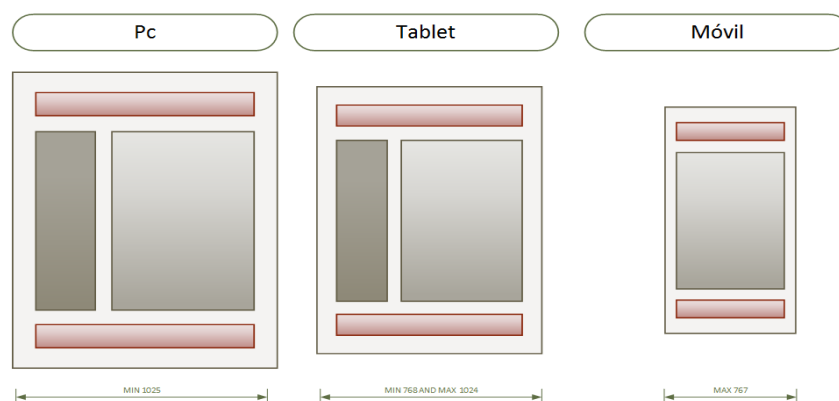 Pc
Tablet
Móvil
MIN 1025
MIN 768 AND MAX 1024
MAX 767